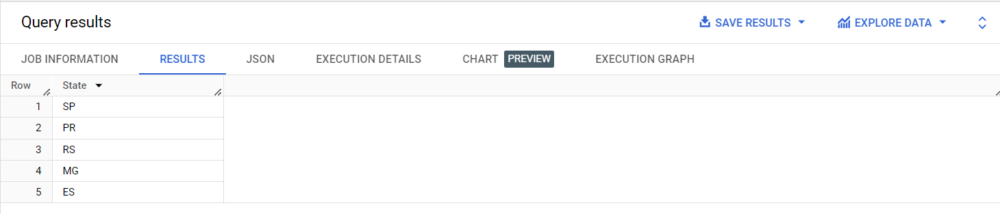 Query results SAVE RESULTS EXPLORE DATA
JOB INFORMATION RESULTS JSON EXECUTION DETAILS CHART PREVIEW EXECUTION GRAPH
Row State
1 SP
2 PR
3 RS
4 MG
5 ES